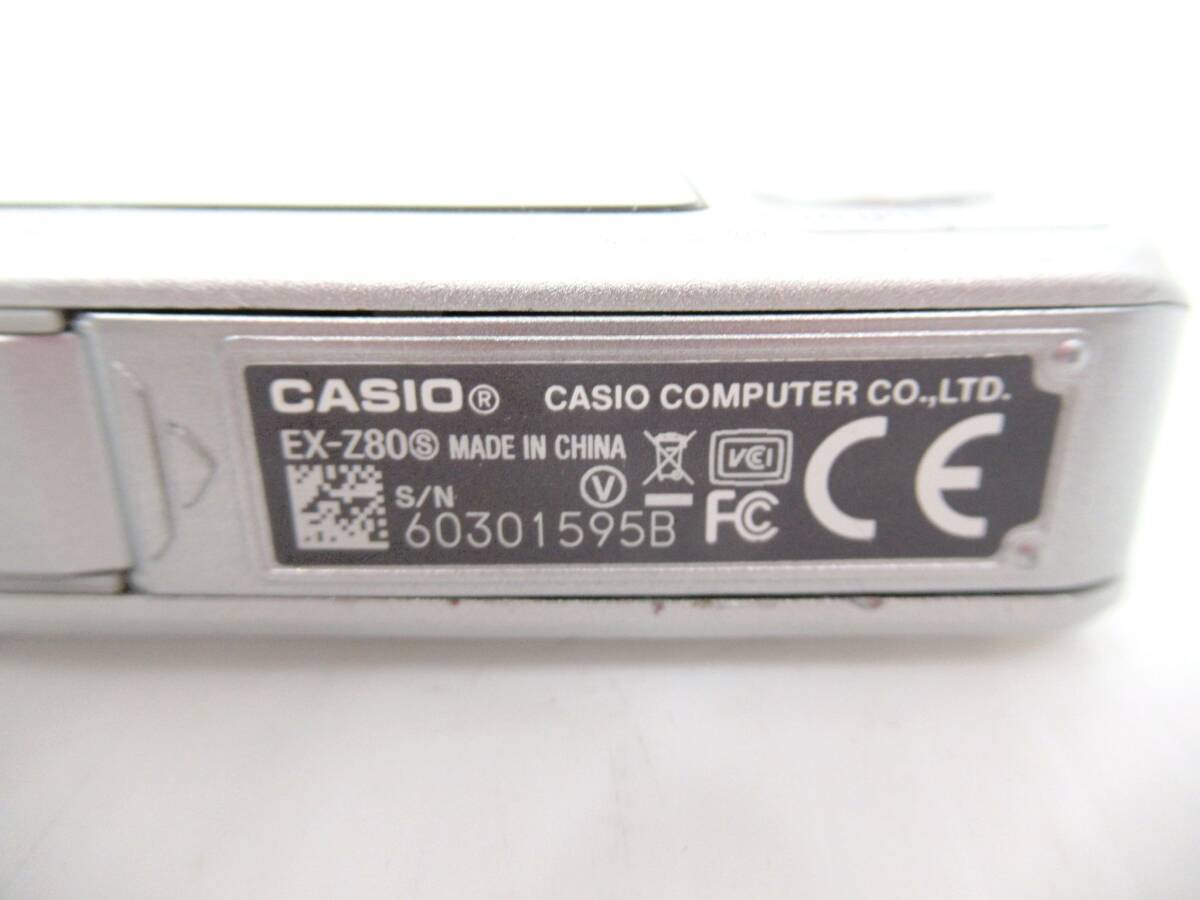 CASIO® CASIO COMPUTER CO.,LTD.
EX-Z80Ⓢ MADE IN CHINA
S/N Ⓥ VCCI
60301595B FC CE